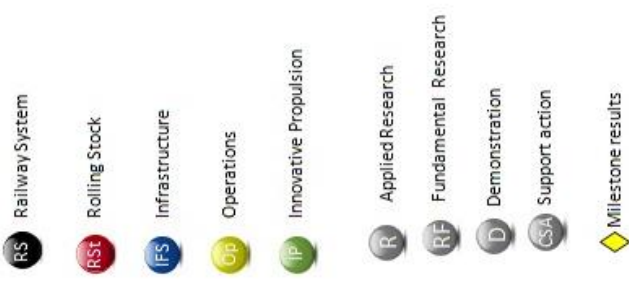 RS Railway System
RSt Rolling Stock
IFS Infrastructure
Op Operations
IP Innovative Propulsion
R Applied Research
RF Fundamental Research
D Demonstration
CSA Support action
Milestone results